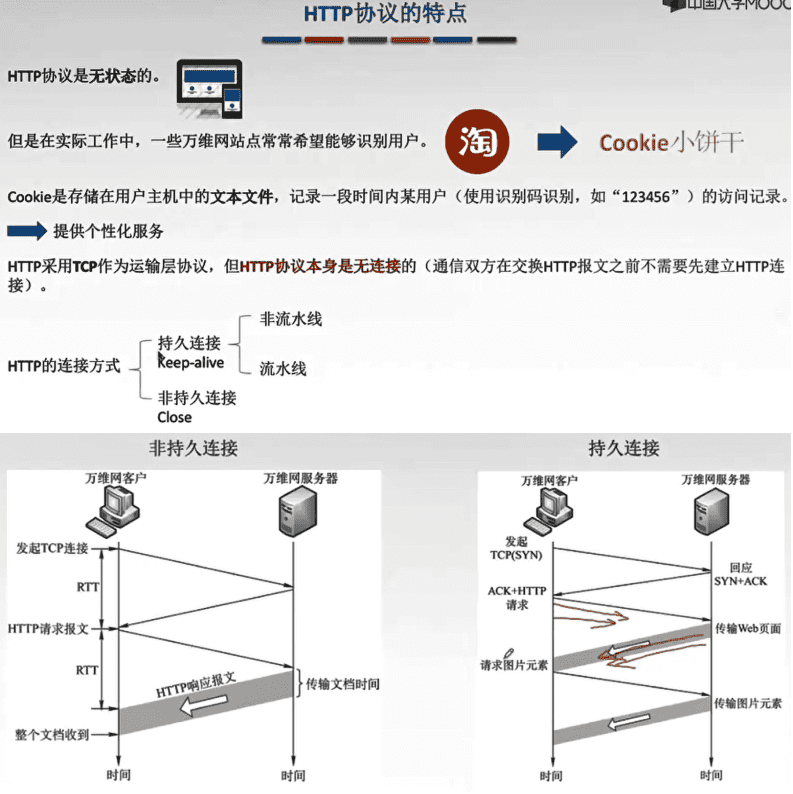 HTTP协议的特点
中国大学MOOC
HTTP协议是无状态的。
但是在实际工作中，一些万维网站点常常希望能够识别用户。
淘
Cookie小饼干
Cookie是存储在用户主机中的文本文件，记录一段时间内某用户（使用识别码识别，如“123456”）的访问记录。
提供个性化服务
HTTP采用TCP作为运输层协议，但HTTP协议本身是无连接的（通信双方在交换HTTP报文之前不需要先建立HTTP连
接）。
HTTP的连接方式
持久连接
Keep-alive
非流水线
流水线
非持久连接
Close
非持久连接
万维网客户
万维网服务器
发起TCP连接
RTT
HTTP请求报文
RTT
HTTP响应报文
传输文档时间
整个文档收到
时间
时间
持久连接
万维网客户
万维网服务器
发起
TCP(SYN)
回应
SYN+ACK
ACK+HTTP
请求
传输Web页面
请求图片元素
传输图片元素
时间
时间